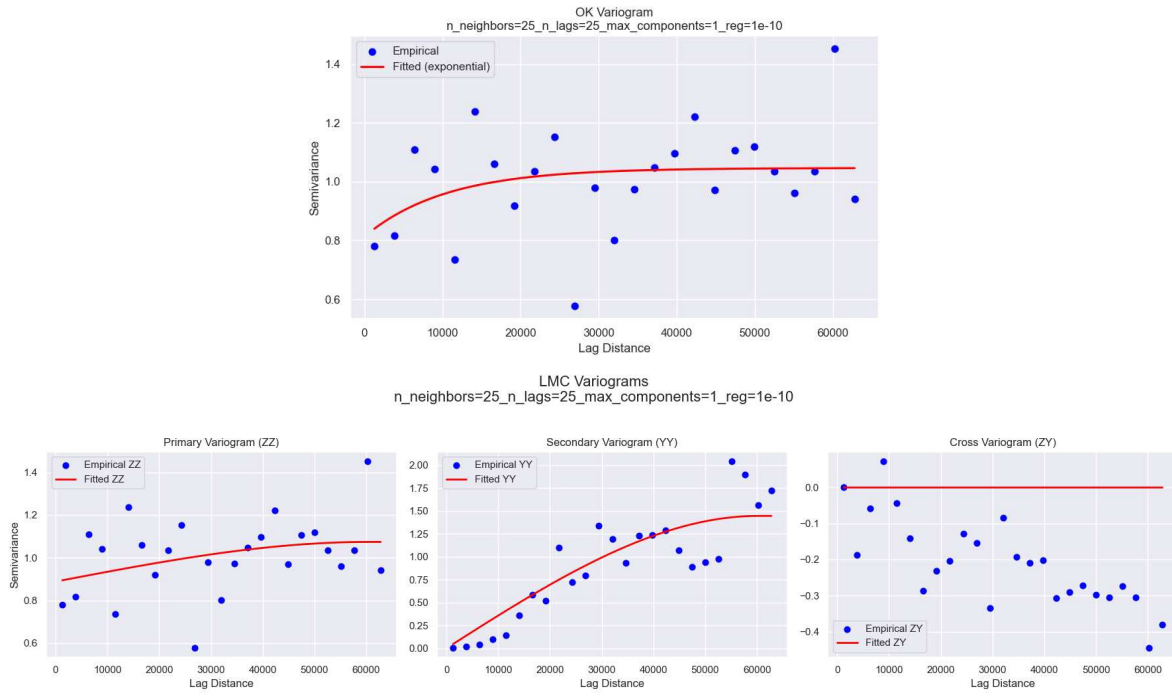 OK Variogram
n_neighbors=25_n_lags=25_max_components=1_reg=1e-10
Empirical
Fitted (exponential)
1.4
1.2
1.0
0.8
0.6
Semivariance
0 10000 20000 30000 40000 50000 60000
Lag Distance
LMC Variograms
n_neighbors=25_n_lags=25_max_components=1_reg=1e-10
Primary Variogram (ZZ)
Empirical ZZ
Fitted ZZ
1.4
1.2
1.0
0.8
0.6
Semivariance
0 10000 20000 30000 40000 50000 60000
Lag Distance
Secondary Variogram (YY)
Empirical YY
Fitted YY
2.00
1.75
1.50
1.25
1.00
0.75
0.50
0.25
0.00
0 10000 20000 30000 40000 50000 60000
Lag Distance
Cross Variogram (ZY)
0.0
−0.1
−0.2
−0.3
−0.4
Empirical ZY
Fitted ZY
0 10000 20000 30000 40000 50000 60000
Lag Distance